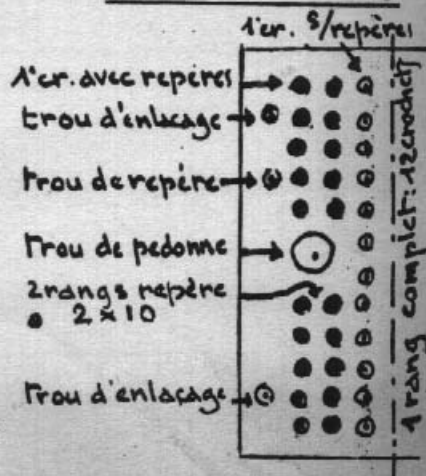 1er. s/repères
1er. avec repères
trou d'enlacage
trou de repère
trou de pedonne
2 rangs repère
2 x 10
trou d'enlaçage
1 rang complet: 12 crochets